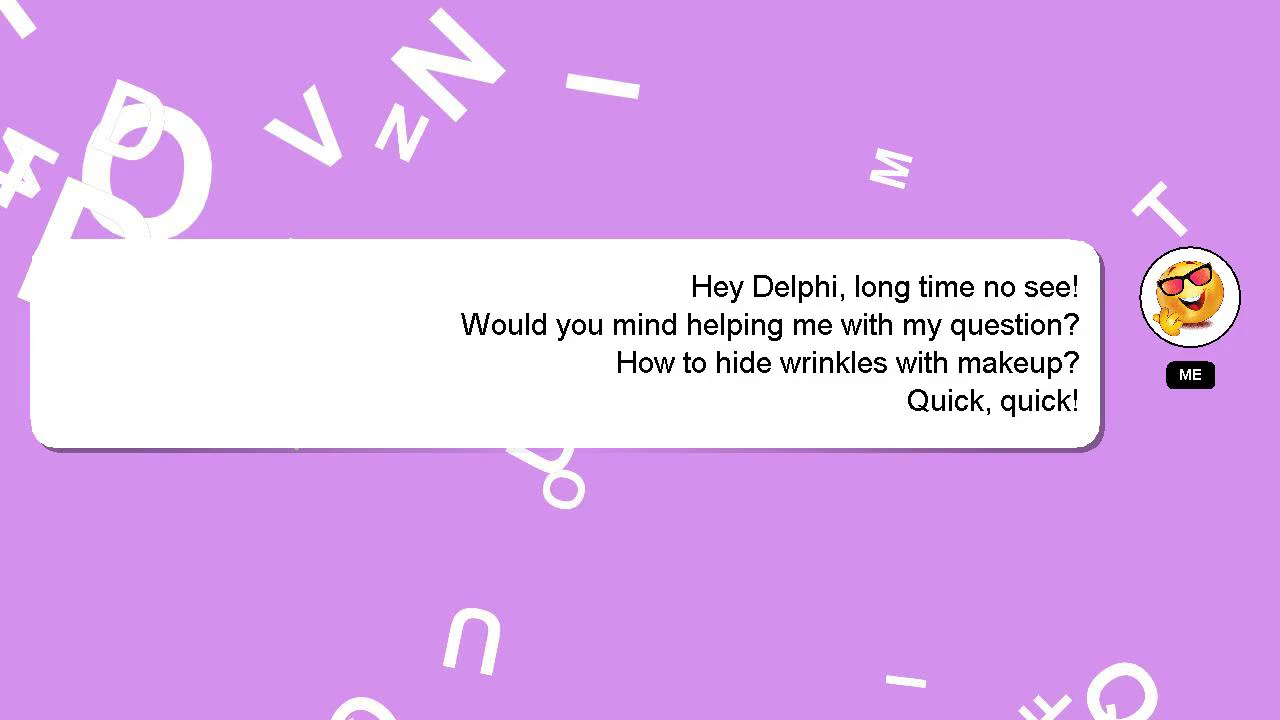 Hey Delphi, long time no see!
Would you mind helping me with my question?
How to hide wrinkles with makeup?
Quick, quick!
ME